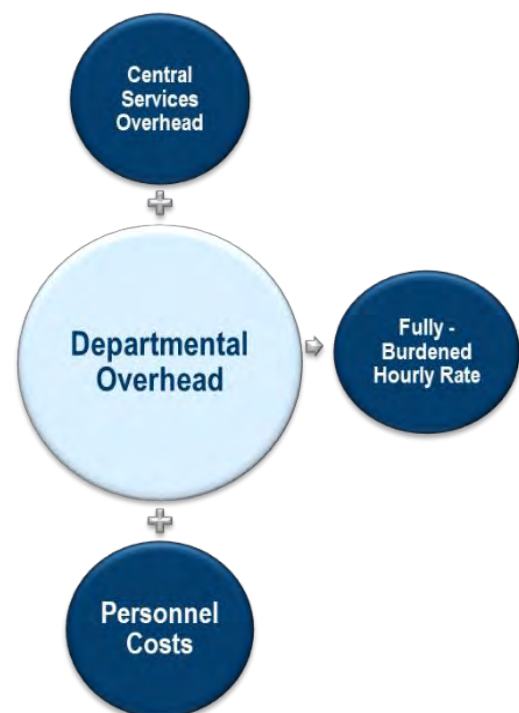 Central
Services
Overhead
Departmental
Overhead
Fully -
Burdened
Hourly Rate
Personnel
Costs